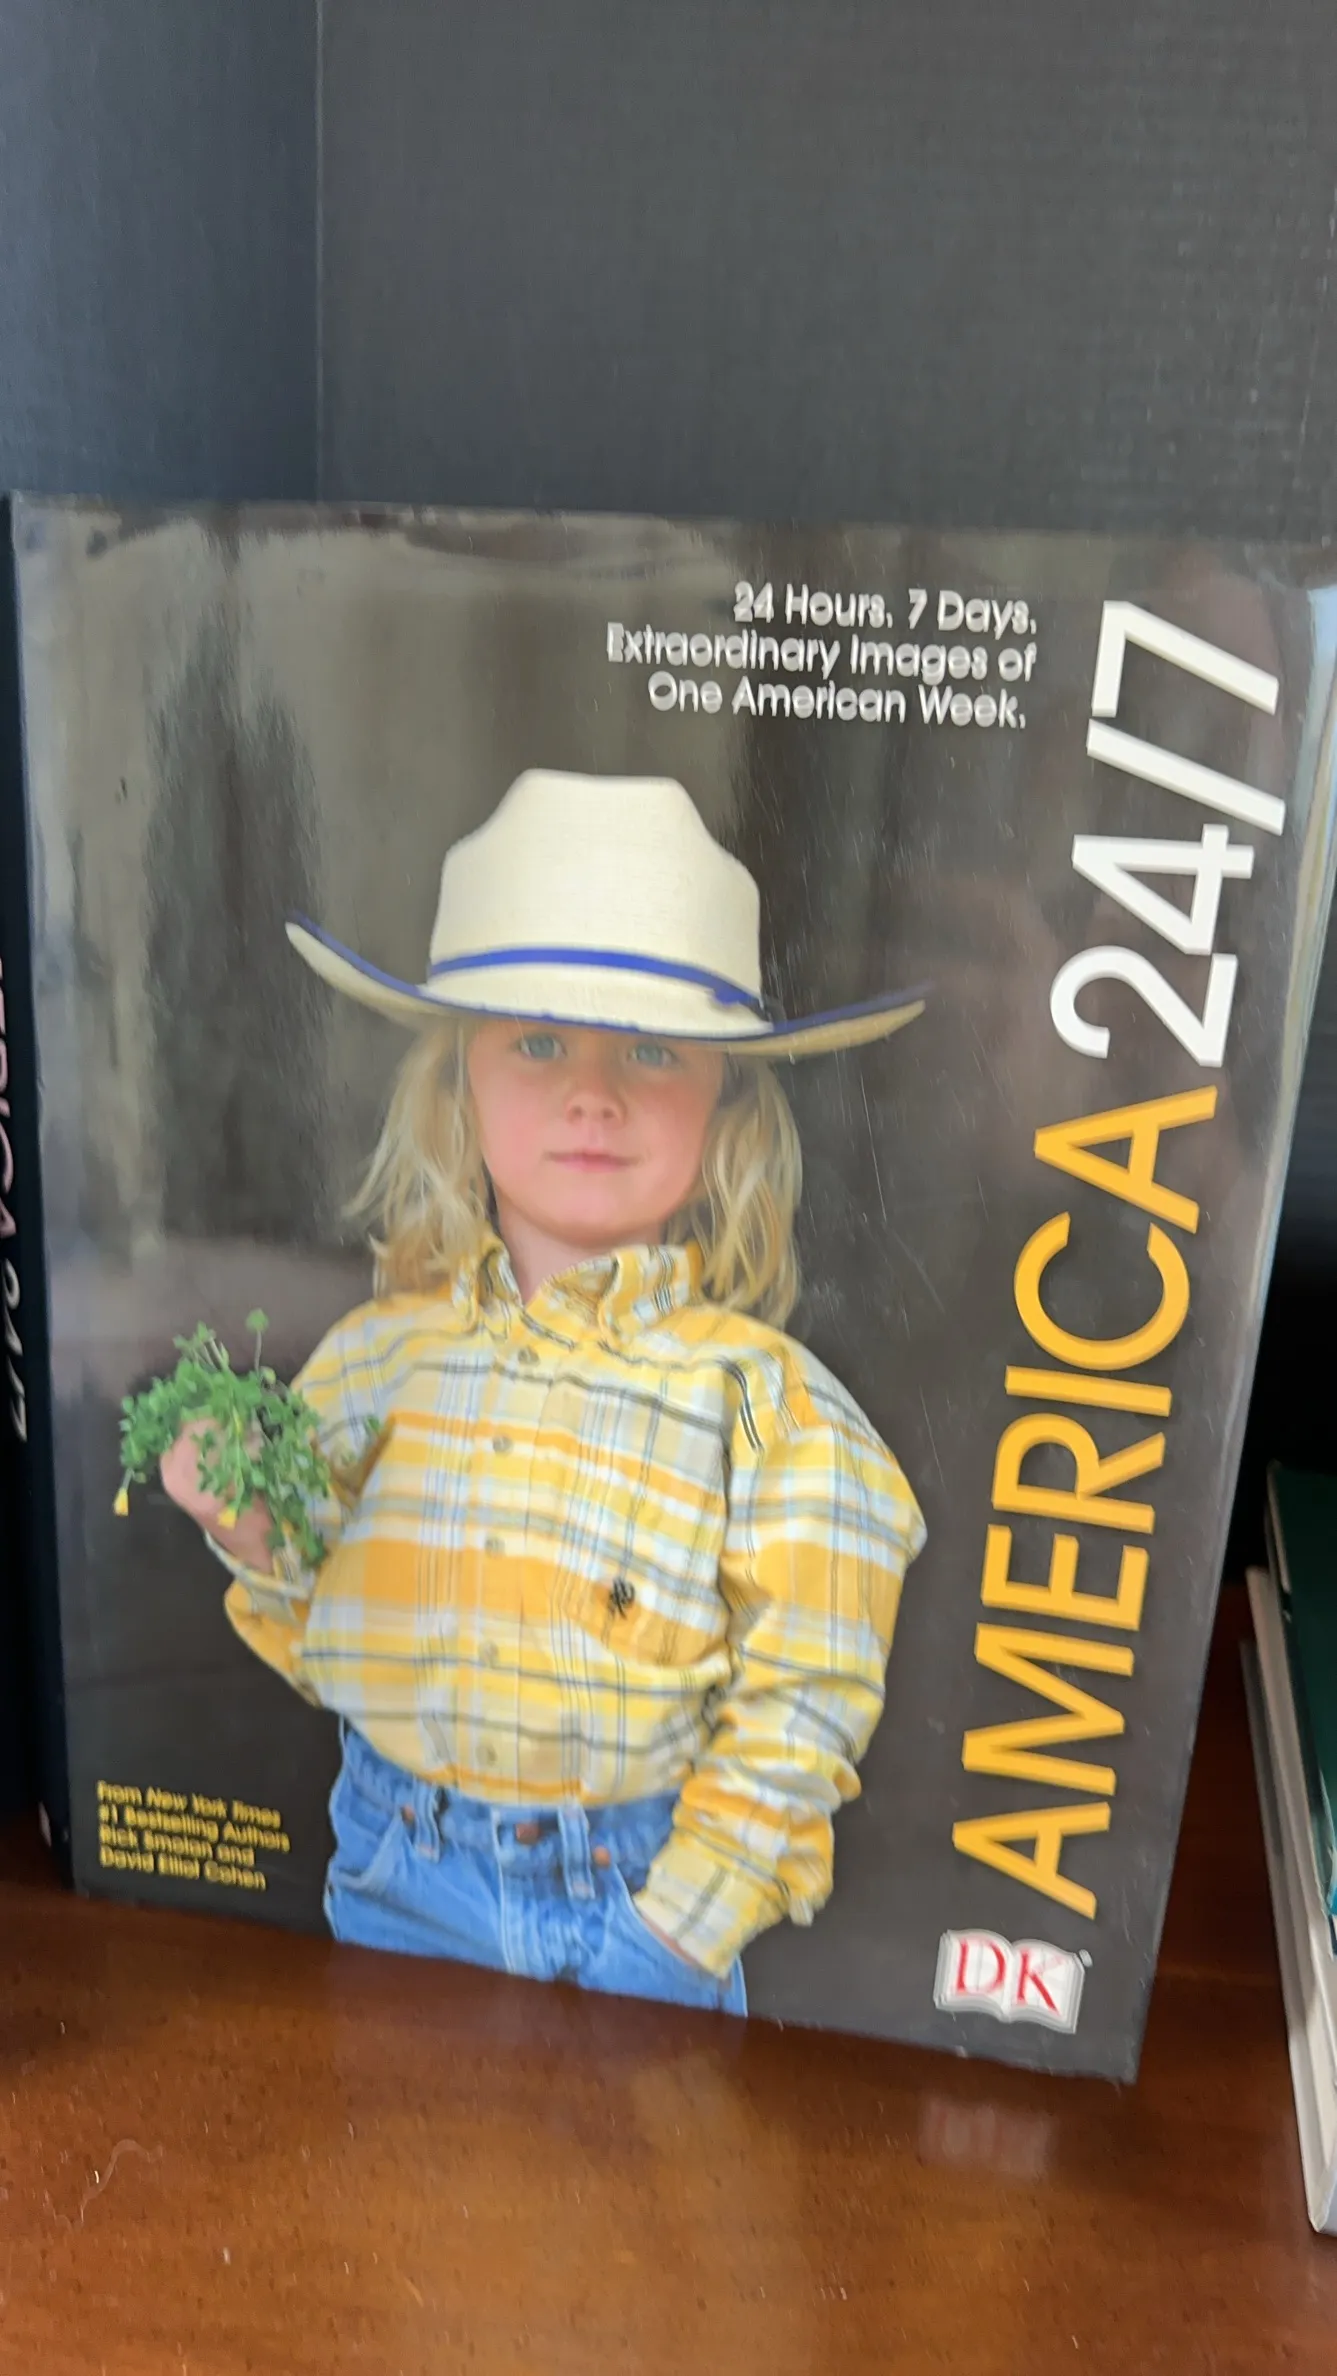 24 Hours. 7 Days.
Extraordinary Images of
One American Week.
AMERICA 24/7
From New York Times
#1 Bestselling Authors
Rick Smolan and
David Elliot Cohen
DK